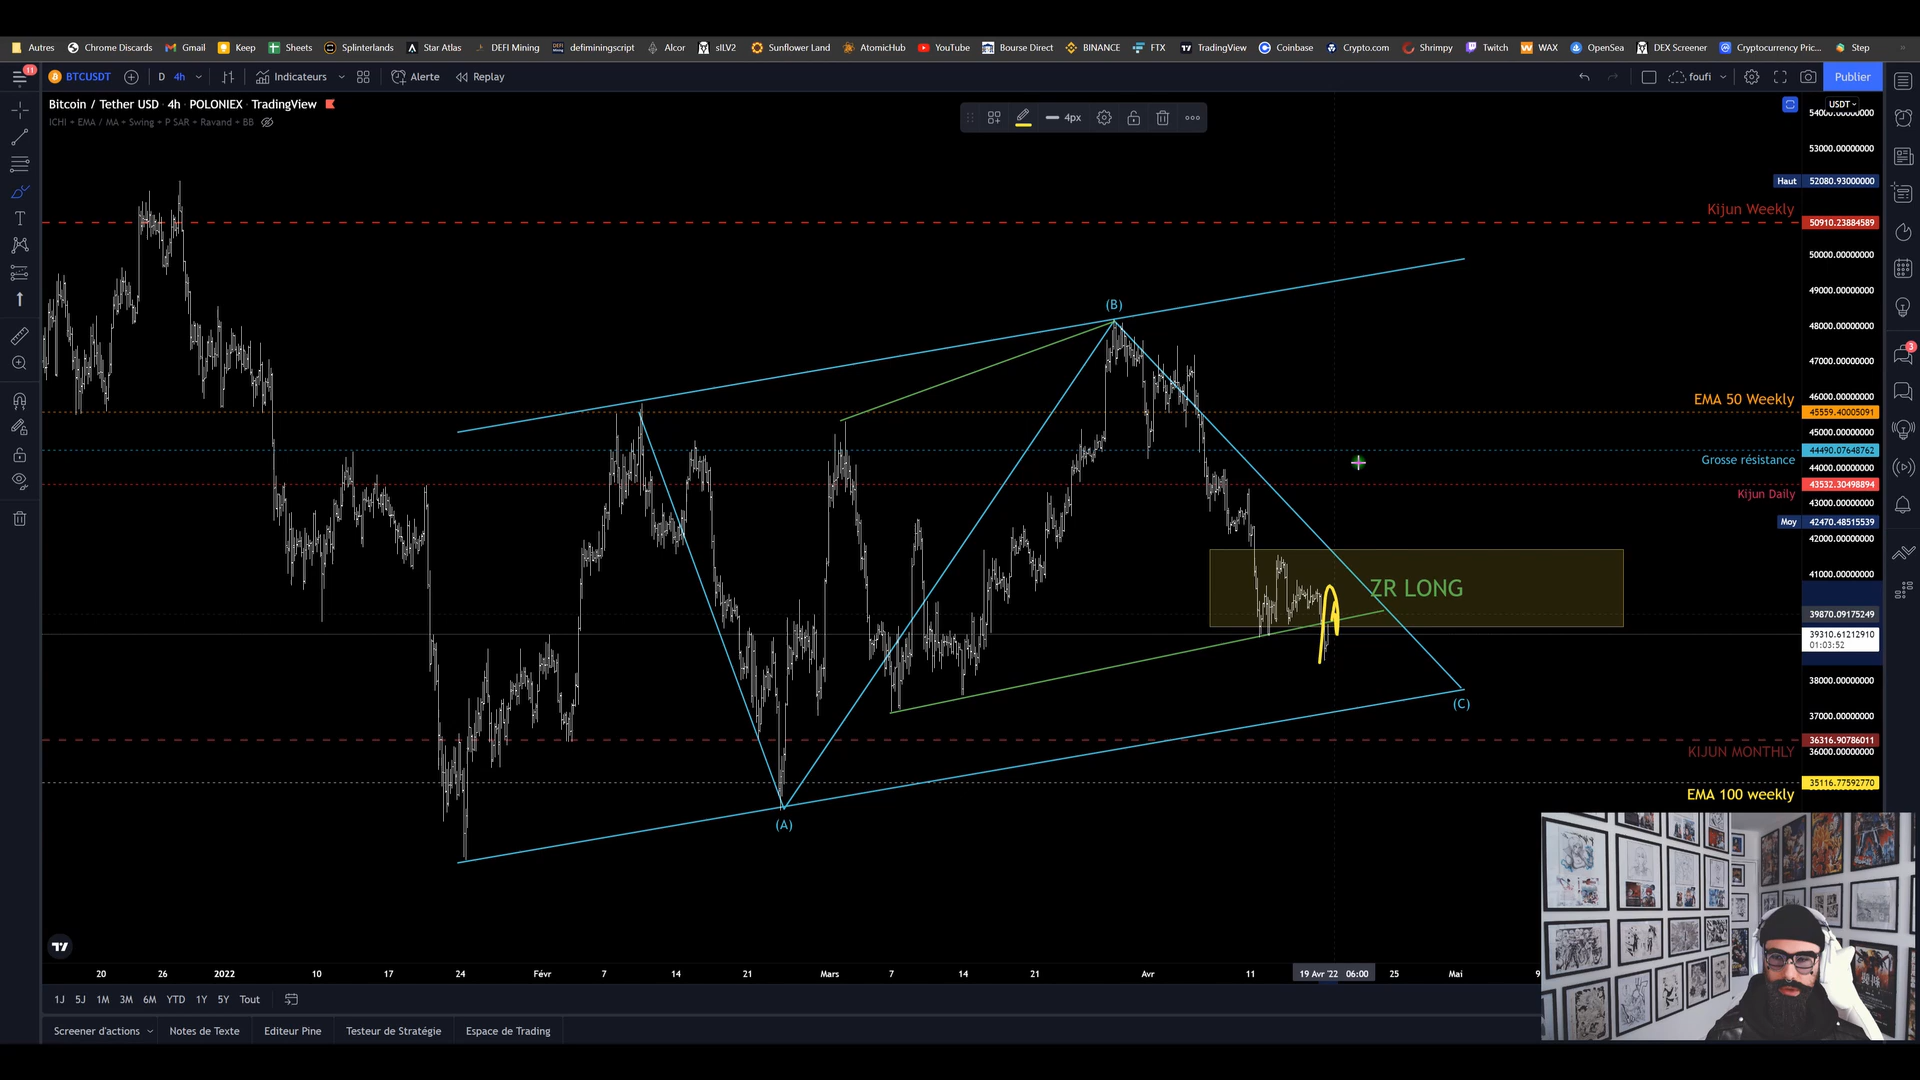 Autres Chrome Discards Gmail Keep Sheets Splinterlands Star Atlas DEFI Mining defiminingscript Alcor sILV2 Sunflower Land AtomicHub YouTube Bourse Direct BINANCE FTX TradingView Coinbase Crypto.com Shrimpy Twitch WAX OpenSea DEX Screener Cryptocurrency Pric... Step
11
BTCUSDT D 4h Indicateurs Alerte Replay foufi Publier
Bitcoin / Tether USD · 4h · POLONIEX · TradingView
ICHI + EMA / MA + Swing + P SAR + Ravand + BB
4px
USDT
54000.00000000
53000.00000000
Haut 52080.93000000
Kijun Weekly
50910.23884589
50000.00000000
49000.00000000
(B)
48000.00000000
3
47000.00000000
46000.00000000
EMA 50 Weekly
45559.40005091
45000.00000000
44490.07648762
Grosse résistance
44000.00000000
43532.30498894
Kijun Daily
43000.00000000
Moy 42470.48515539
42000.00000000
41000.00000000
ZR LONG
39870.09175249
39310.61212910
01:03:52
38000.00000000
(C)
37000.00000000
36316.90786011
KIJUN MONTHLY
36000.00000000
35116.77592770
EMA 100 weekly
(A)
20 26 2022 10 17 24 Févr 7 14 21 Mars 7 14 21 Avr 11 19 Avr '22 06:00 25 Mai 9
1J 5J 1M 3M 6M YTD 1Y 5Y Tout
Screener d'actions Notes de Texte Editeur Pine Testeur de Stratégie Espace de Trading